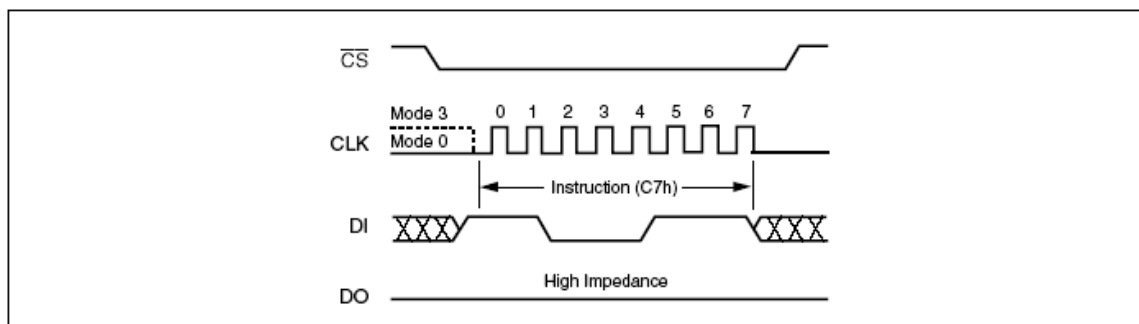 CS
Mode 3 0 1 2 3 4 5 6 7
CLK Mode 0
Instruction (C7h)
DI
High Impedance
DO